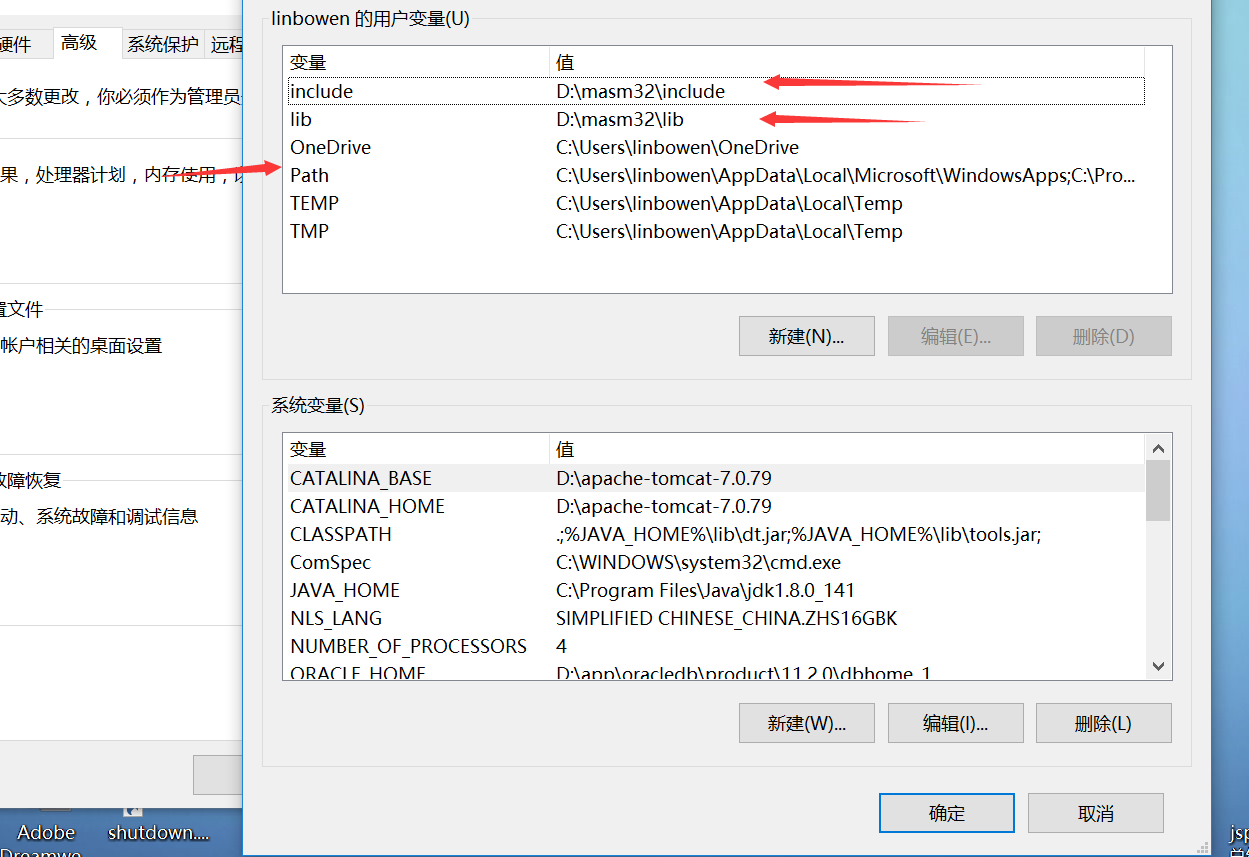 linbowen 的用户变量(U)
硬件 高级 系统保护 远程
变量 值
include D:\masm32\include
大多数更改，你必须作为管理员
lib D:\masm32\lib
OneDrive C:\Users\linbowen\OneDrive
果，处理器计划，内存使用，以
Path C:\Users\linbowen\AppData\Local\Microsoft\WindowsApps;C:\Pro...
TEMP C:\Users\linbowen\AppData\Local\Temp
TMP C:\Users\linbowen\AppData\Local\Temp
置文件
帐户相关的桌面设置
新建(N)... 编辑(E)... 删除(D)
系统变量(S)
变量 值
故障恢复
CATALINA_BASE D:\apache-tomcat-7.0.79
CATALINA_HOME D:\apache-tomcat-7.0.79
动、系统故障和调试信息
CLASSPATH .;%JAVA_HOME%\lib\dt.jar;%JAVA_HOME%\lib\tools.jar;
ComSpec C:\WINDOWS\system32\cmd.exe
JAVA_HOME C:\Program Files\Java\jdk1.8.0_141
NLS_LANG SIMPLIFIED CHINESE_CHINA.ZHS16GBK
NUMBER_OF_PROCESSORS 4
ORACLE_HOME D:\app\oracledb\product\11.2.0\dbhome_1
新建(W)... 编辑(I)... 删除(L)
确定 取消
Adobe shutdown.... jsp
Dreamwe